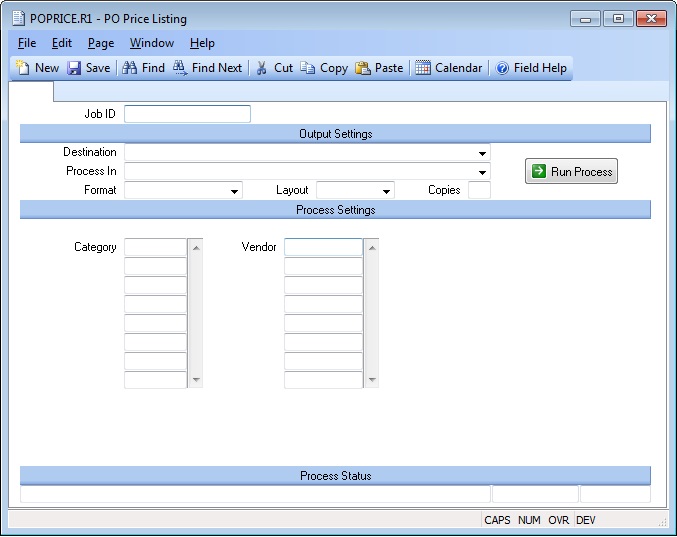 POPRICE.R1 - PO Price Listing
File Edit Page Window Help
New Save Find Find Next Cut Copy Paste Calendar Field Help
Job ID
Output Settings
Destination
Process In
Run Process
Format Layout Copies
Process Settings
Category Vendor
Process Status
CAPS NUM OVR DEV